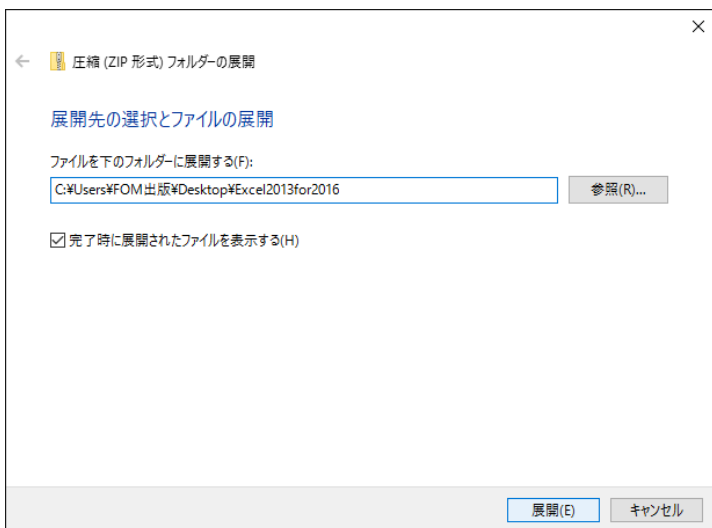 圧縮 (ZIP 形式) フォルダーの展開
展開先の選択とファイルの展開
ファイルを下のフォルダーに展開する(F):
C:¥Users¥FOM出版¥Desktop¥Excel2013for2016
参照(R)...
完了時に展開されたファイルを表示する(H)
展開(E)
キャンセル